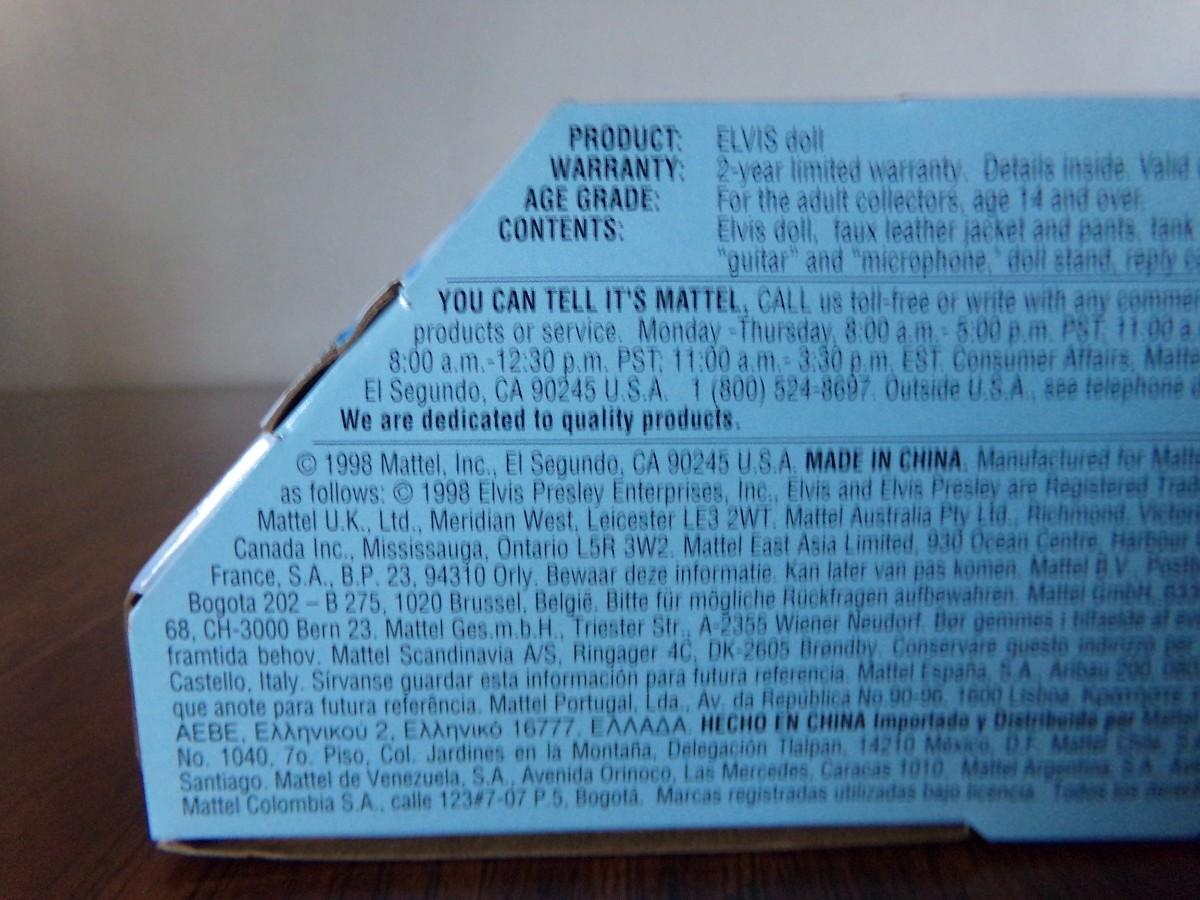 PRODUCT: ELVIS doll
WARRANTY: 2-year limited warranty. Details inside. Valid
AGE GRADE: For the adult collectors, age 14 and over.
CONTENTS: Elvis doll, faux leather jacket and pants, tank
"guitar" and "microphone," doll stand, reply
YOU CAN TELL IT'S MATTEL, CALL us toll-free or write with any
products or service. Monday -Thursday, 8:00 a.m.- 5:00 p.m. PST, 11:00
8:00 a.m.-12:30 p.m. PST; 11:00 a.m.- 3:30 p.m. EST. Consumer Affairs,
El Segundo, CA 90245 U.S.A. 1 (800) 524-8697. Outside U.S.A., see telephone
We are dedicated to quality products.
© 1998 Mattel, Inc., El Segundo, CA 90245 U.S.A. MADE IN CHINA. Manufactured for
as follows: © 1998 Elvis Presley Enterprises, Inc., Elvis and Elvis Presley are Registered
Mattel U.K., Ltd., Meridian West, Leicester LE3 2WT. Mattel Australia Pty Ltd., Richmond,
Canada Inc., Mississauga, Ontario L5R 3W2. Mattel East Asia Limited, 930 Ocean Centre, Harbour
France, S.A., B.P. 23, 94310 Orly. Bewaar deze informatie. Kan later van pas komen. Mattel B.V.
Bogota 202 – B 275, 1020 Brussel, België. Bitte für mögliche Rückfragen aufbewahren. Mattel GmbH,
68, CH-3000 Bern 23. Mattel Ges.m.b.H., Triester Str., A-2355 Wiener Neudorf. Bør gemmes i tilfælde af
framtida behov. Mattel Scandinavia A/S, Ringager 4C, DK-2605 Brøndby. Conservare questo indirizzo per
Castello, Italy. Sírvanse guardar esta información para futura referencia. Mattel España, S.A. Aribau 200.
que anote para futura referência. Mattel Portugal, Lda., Av. da República No 90-96, 1600 Lisboa.
ΑΕΒΕ, Ελληνικού 2, Ελληνικό 16777, ΕΛΛΑΔΑ. HECHO EN CHINA Importado y Distribuido por
No. 1040, 7o. Piso, Col. Jardines en la Montaña, Delegación Tlalpan, 14210 México, D.F. Mattel Chile,
Santiago. Mattel de Venezuela, S.A., Avenida Orinoco, Las Mercedes, Caracas 1010. Mattel Argentina, S.A.
Mattel Colombia S.A., calle 123#7-07 P.5, Bogotá. Marcas registradas utilizadas bajo licencia. Todos los